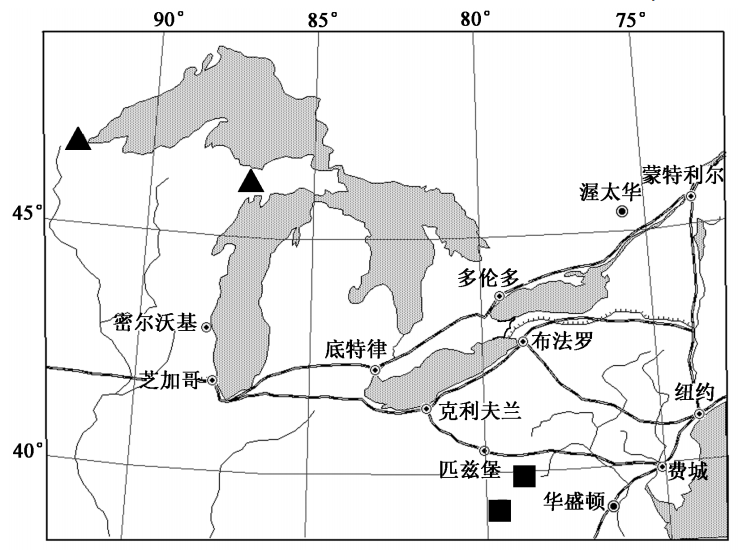 90° 85° 80° 75°
蒙特利尔
渥太华
45°
多伦多
密尔沃基
布法罗
底特律
芝加哥
纽约
克利夫兰
40°
匹兹堡
费城
华盛顿